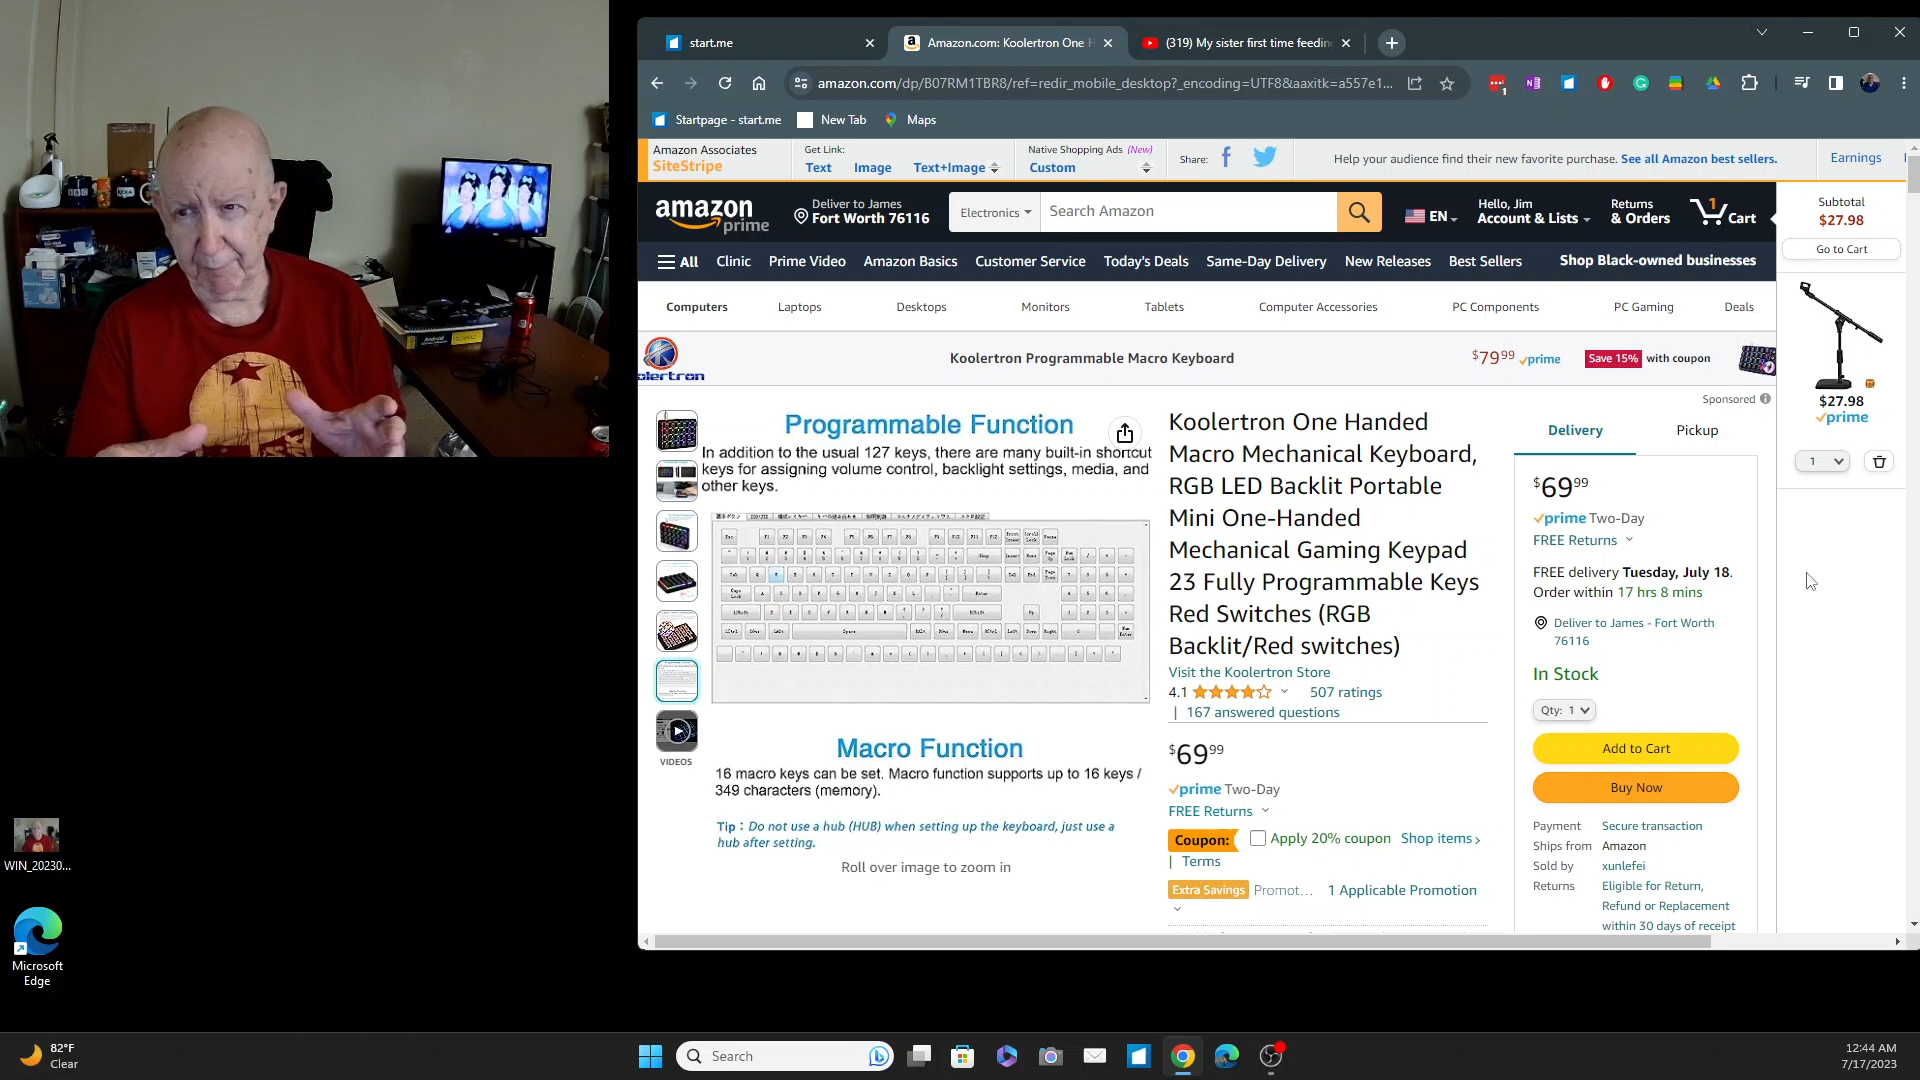 start.me
Amazon.com: Koolertron One H
(319) My sister first time feedin
amazon.com/dp/B07RM1TBR8/ref=redir_mobile_desktop?_encoding=UTF8&aaxitk=a557e1...
Startpage - start.me
New Tab
Maps
Amazon Associates
SiteStripe
Get Link:
Text
Image
Text+Image
Native Shopping Ads (New)
Custom
Share:
Help your audience find their new favorite purchase. See all Amazon best sellers.
Earnings
amazon
prime
Deliver to James
Fort Worth 76116
Electronics
Search Amazon
EN
Hello, Jim
Account & Lists
Returns
& Orders
1
Cart
Subtotal
$27.98
Go to Cart
All
Clinic
Prime Video
Amazon Basics
Customer Service
Today's Deals
Same-Day Delivery
New Releases
Best Sellers
Shop Black-owned businesses
Computers
Laptops
Desktops
Monitors
Tablets
Computer Accessories
PC Components
PC Gaming
Deals
olertron
Koolertron Programmable Macro Keyboard
$79 99 prime
Save 15% with coupon
Sponsored
$27.98
prime
1
Programmable Function
In addition to the usual 127 keys, there are many built-in shortcut
keys for assigning volume control, backlight settings, media, and
other keys.
Macro Function
16 macro keys can be set. Macro function supports up to 16 keys /
349 characters (memory).
Tip : Do not use a hub (HUB) when setting up the keyboard, just use a
hub after setting.
Roll over image to zoom in
VIDEOS
Koolertron One Handed
Macro Mechanical Keyboard,
RGB LED Backlit Portable
Mini One-Handed
Mechanical Gaming Keypad
23 Fully Programmable Keys
Red Switches (RGB
Backlit/Red switches)
Visit the Koolertron Store
4.1
507 ratings
| 167 answered questions
$69 99
prime Two-Day
FREE Returns
Coupon:
Apply 20% coupon
Shop items
| Terms
Extra Savings
Promot...
1 Applicable Promotion
Delivery
Pickup
$69 99
prime Two-Day
FREE Returns
FREE delivery Tuesday, July 18.
Order within 17 hrs 8 mins
Deliver to James - Fort Worth
76116
In Stock
Qty: 1
Add to Cart
Buy Now
Payment
Secure transaction
Ships from
Amazon
Sold by
xunlefei
Returns
Eligible for Return,
Refund or Replacement
within 30 days of receipt
WIN_20230...
Microsoft
Edge
82°F
Clear
Search
12:44 AM
7/17/2023